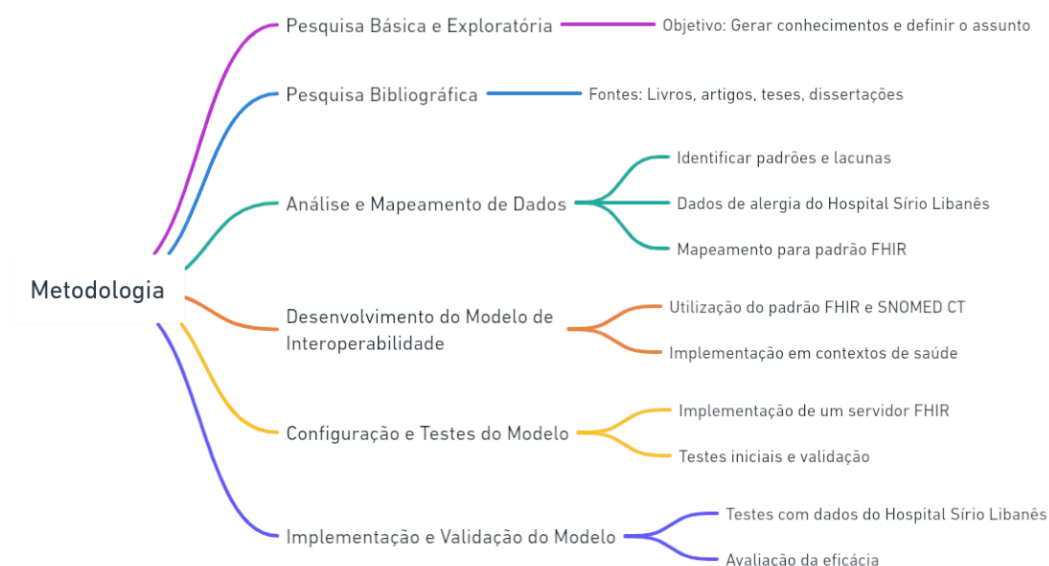 Metodologia
Pesquisa Básica e Exploratória
Objetivo: Gerar conhecimentos e definir o assunto
Pesquisa Bibliográfica
Fontes: Livros, artigos, teses, dissertações
Análise e Mapeamento de Dados
Identificar padrões e lacunas
Dados de alergia do Hospital Sírio Libanês
Mapeamento para padrão FHIR
Desenvolvimento do Modelo de
Interoperabilidade
Utilização do padrão FHIR e SNOMED CT
Implementação em contextos de saúde
Configuração e Testes do Modelo
Implementação de um servidor FHIR
Testes iniciais e validação
Implementação e Validação do Modelo
Testes com dados do Hospital Sírio Libanês
Avaliação da eficácia